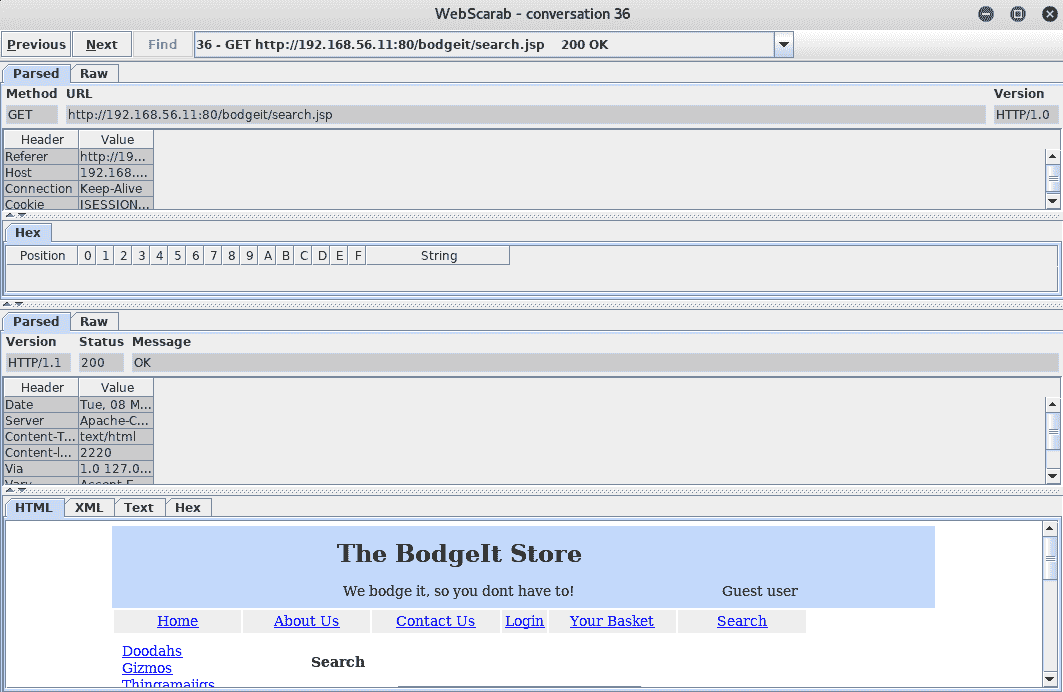 WebScarab - conversation 36
Previous Next Find 36 - GET http://192.168.56.11:80/bodgeit/search.jsp 200 OK
Parsed Raw
Method URL Version
GET http://192.168.56.11:80/bodgeit/search.jsp HTTP/1.0
Header Value
Referer http://19...
Host 192.168....
Connection Keep-Alive
Cookie JSESSION...
Hex
Position 0 1 2 3 4 5 6 7 8 9 A B C D E F String
Parsed Raw
Version Status Message
HTTP/1.1 200 OK
Header Value
Date Tue, 08 M...
Server Apache-C...
Content-T... text/html
Content-l... 2220
Via 1.0 127.0...
Vary Accept-E...
HTML XML Text Hex
The BodgeIt Store
We bodge it, so you dont have to! Guest user
Home About Us Contact Us Login Your Basket Search
Doodahs
Gizmos
Search
Thingamajigs